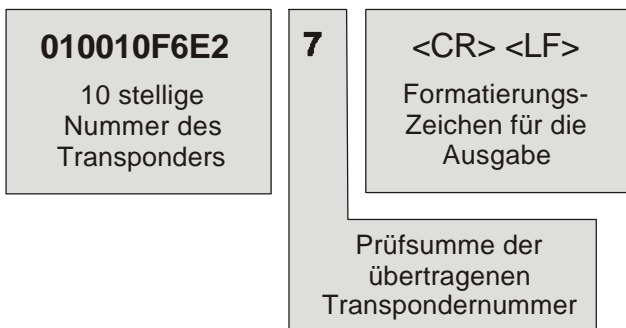 010010F6E2
10 stellige
Nummer des
Transponders
7
Prüfsumme der
übertragenen
Transpondernummer
<CR> <LF>
Formatierungs-
Zeichen für die
Ausgabe